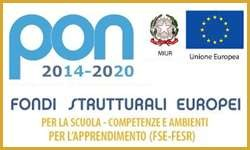 pon
2014-2020
MIUR
Unione Europea
FONDI STRUTTURALI EUROPEI
PER LA SCUOLA - COMPETENZE E AMBIENTI
PER L'APPRENDIMENTO (FSE-FESR)